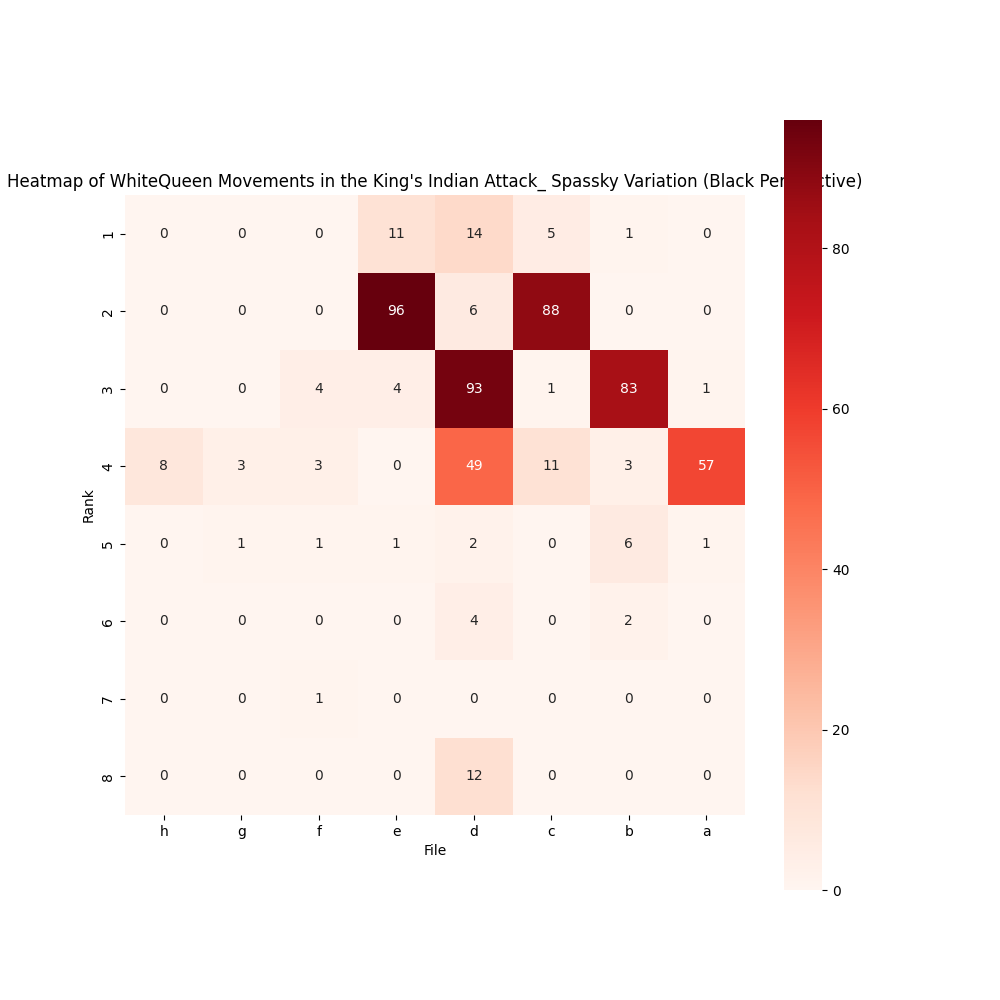 Heatmap of WhiteQueen Movements in the King's Indian Attack_ Spassky Variation (Black Per ctive)
1 0 0 0 11 14 5 1 0
2 0 0 0 96 6 88 0 0
3 0 0 4 4 93 1 83 1
4 8 3 3 0 49 11 3 57
5 0 1 1 1 2 0 6 1
6 0 0 0 0 4 0 2 0
7 0 0 1 0 0 0 0 0
8 0 0 0 0 12 0 0 0
h g f e d c b a
File
Rank
80
60
40
20
0